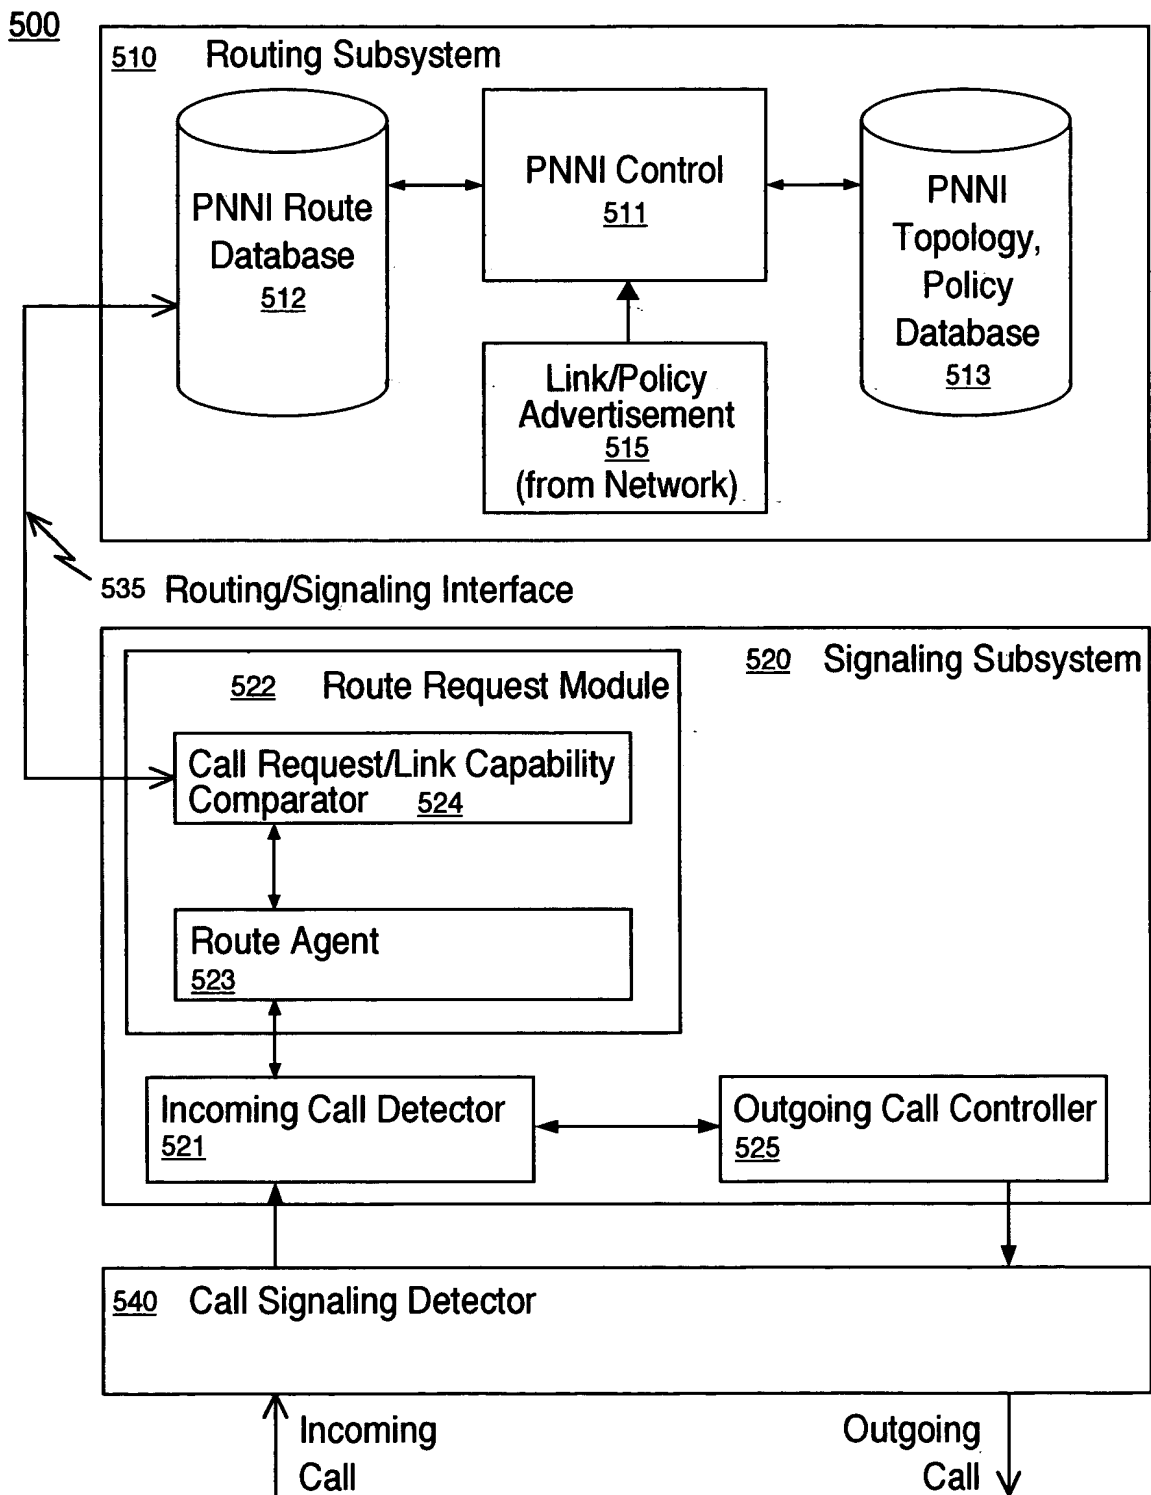 500
510 Routing Subsystem
PNNI Route
Database
512
PNNI Control
511
PNNI
Topology,
Policy
Database
513
Link/Policy
Advertisement
515
(from Network)
535 Routing/Signaling Interface
520 Signaling Subsystem
522 Route Request Module
Call Request/Link Capability
Comparator 524
Route Agent
523
Incoming Call Detector
521
Outgoing Call Controller
525
540 Call Signaling Detector
Incoming
Call
Outgoing
Call